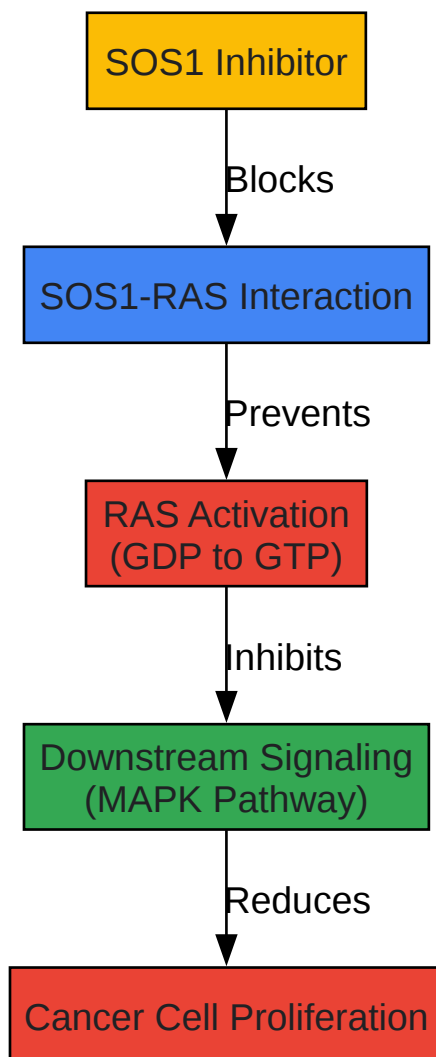 SOS1 Inhibitor
Blocks
SOS1-RAS Interaction
Prevents
RAS Activation
(GDP to GTP)
Inhibits
Downstream Signaling
(MAPK Pathway)
Reduces
Cancer Cell Proliferation